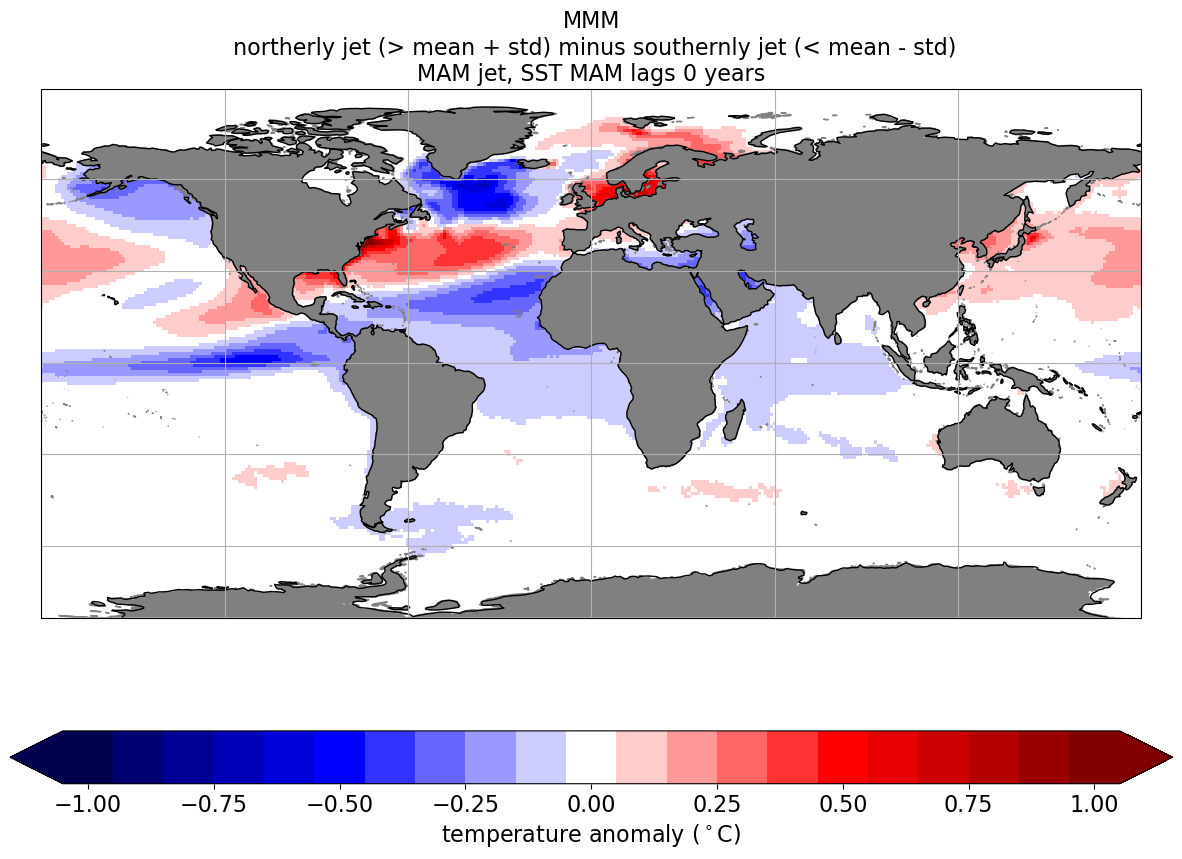 MMM
northerly jet (> mean + std) minus southernly jet (< mean - std)
MAM jet, SST MAM lags 0 years
−1.00 −0.75 −0.50 −0.25 0.00 0.25 0.50 0.75 1.00
temperature anomaly (°C)